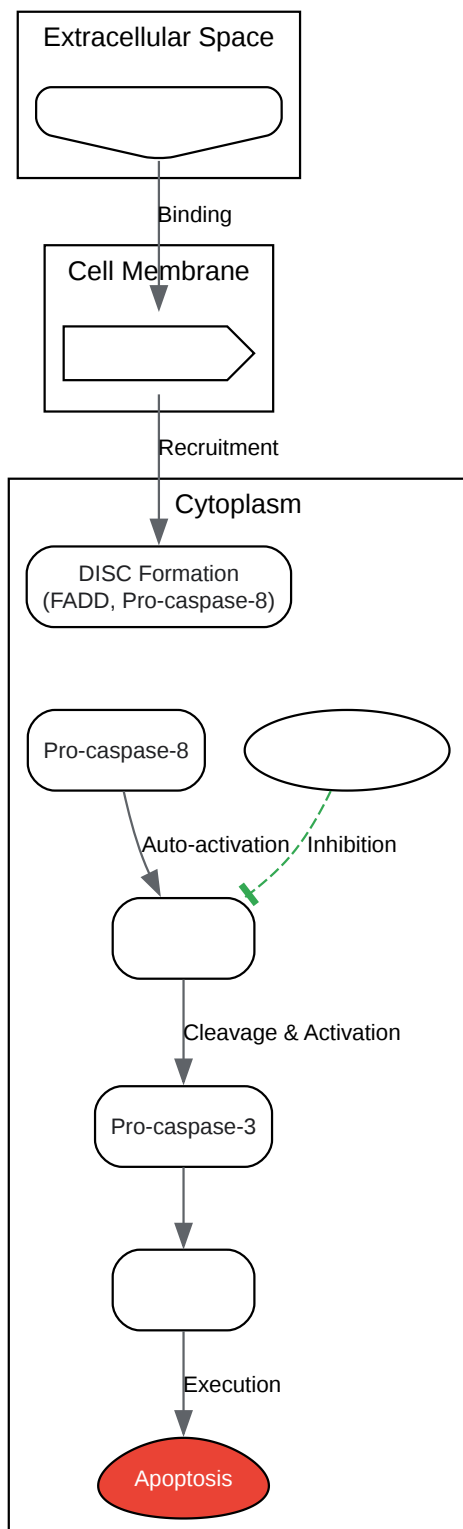 Extracellular Space
Binding
Cell Membrane
Recruitment
Cytoplasm
DISC Formation
(FADD, Pro-caspase-8)
Pro-caspase-8
Auto-activation
Inhibition
Cleavage & Activation
Pro-caspase-3
Execution
Apoptosis